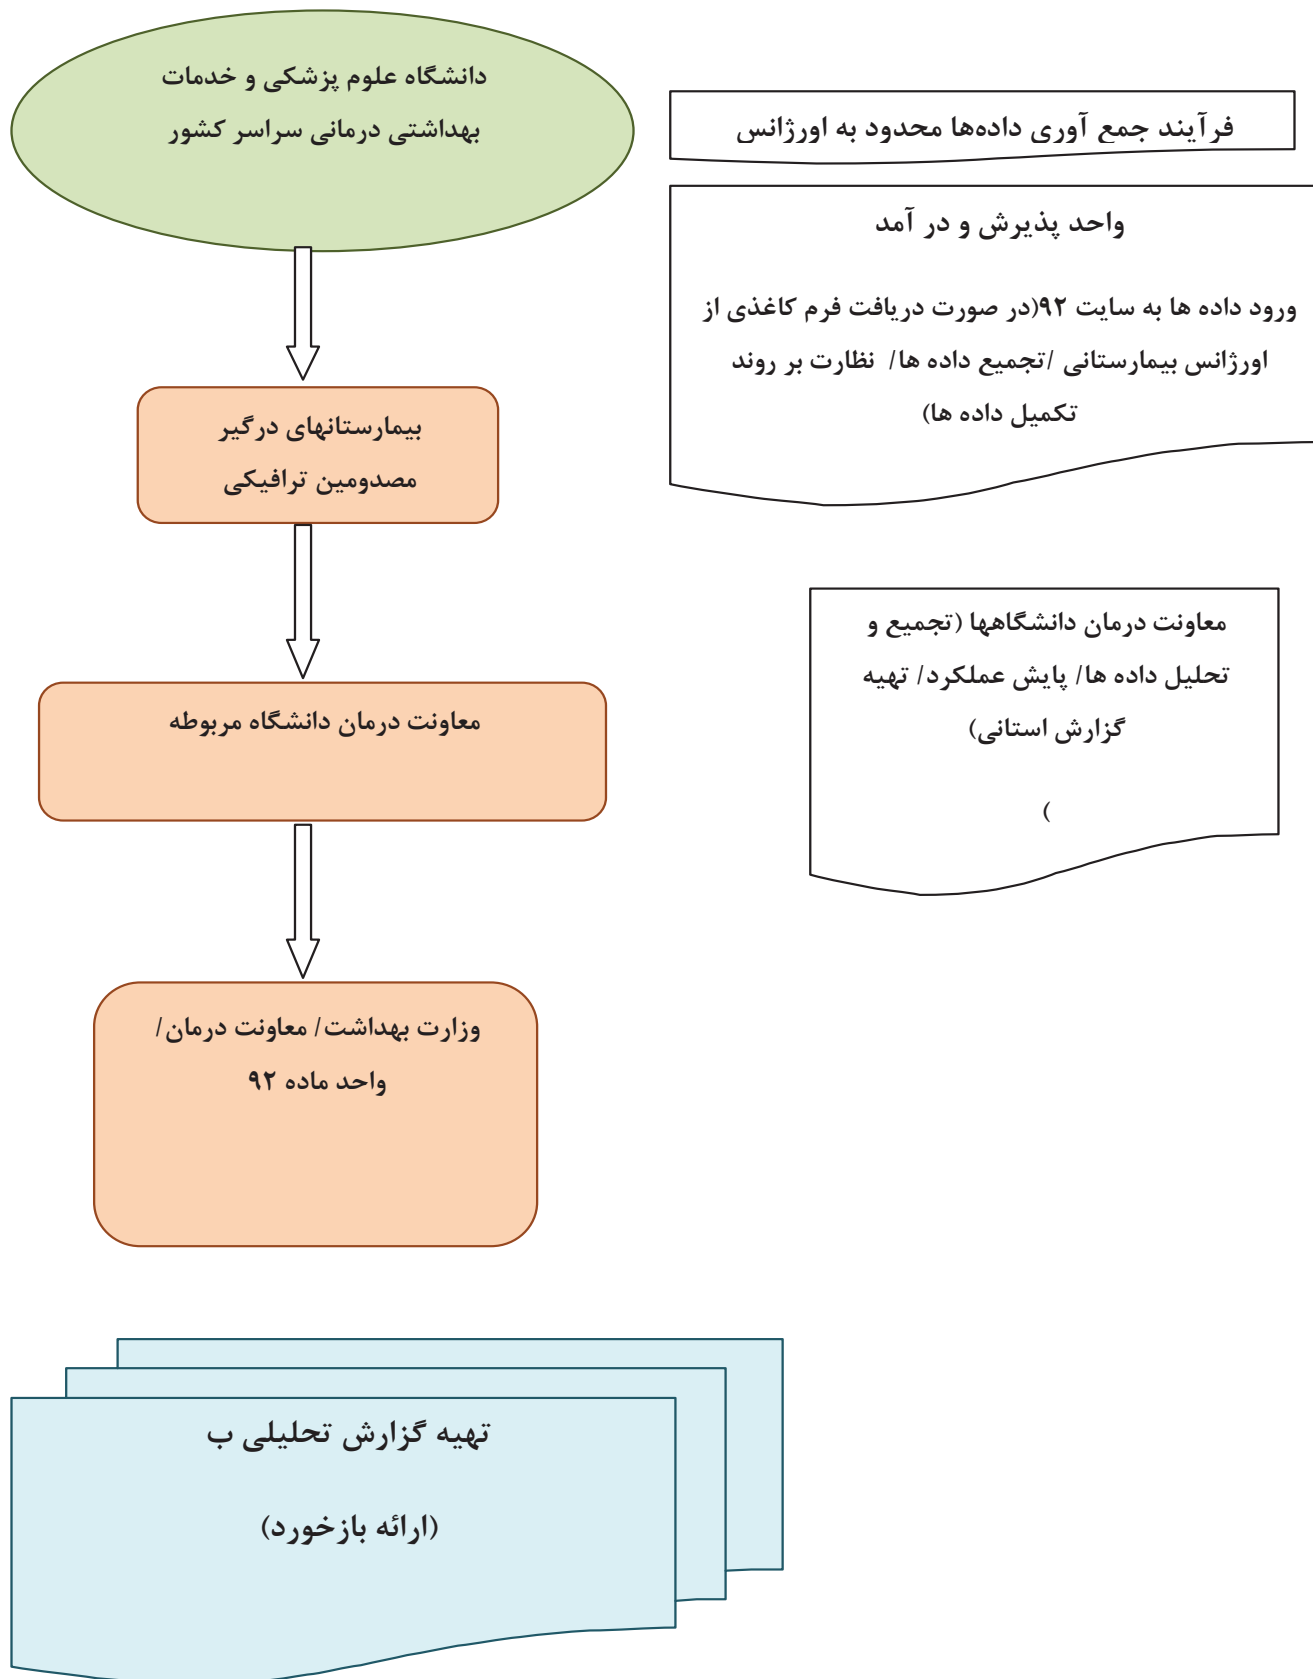 دانشگاه علوم پزشکی و خدمات
بهداشتی درمانی سراسر کشور
فرآیند جمع آوری داده‌ها محدود به اورژانس
واحد پذیرش و در آمد
ورود داده ها به سایت ۹۲(در صورت دریافت فرم کاغذی از
اورژانس بیمارستانی /تجمیع داده ها/ نظارت بر روند
تکمیل داده ها)
بیمارستانهای درگیر
مصدومین ترافیکی
معاونت درمان دانشگاهها (تجمیع و
تحلیل داده ها/ پایش عملکرد/ تهیه
گزارش استانی)
)
معاونت درمان دانشگاه مربوطه
وزارت بهداشت/ معاونت درمان/
واحد ماده ۹۲
تهیه گزارش تحلیلی ب
(ارائه بازخورد)